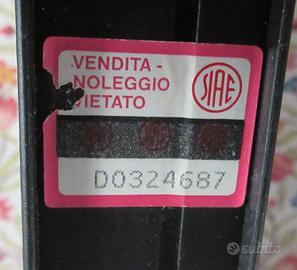 VENDITA -
NOLEGGIO
VIETATO
SIAE
D0324687
subito